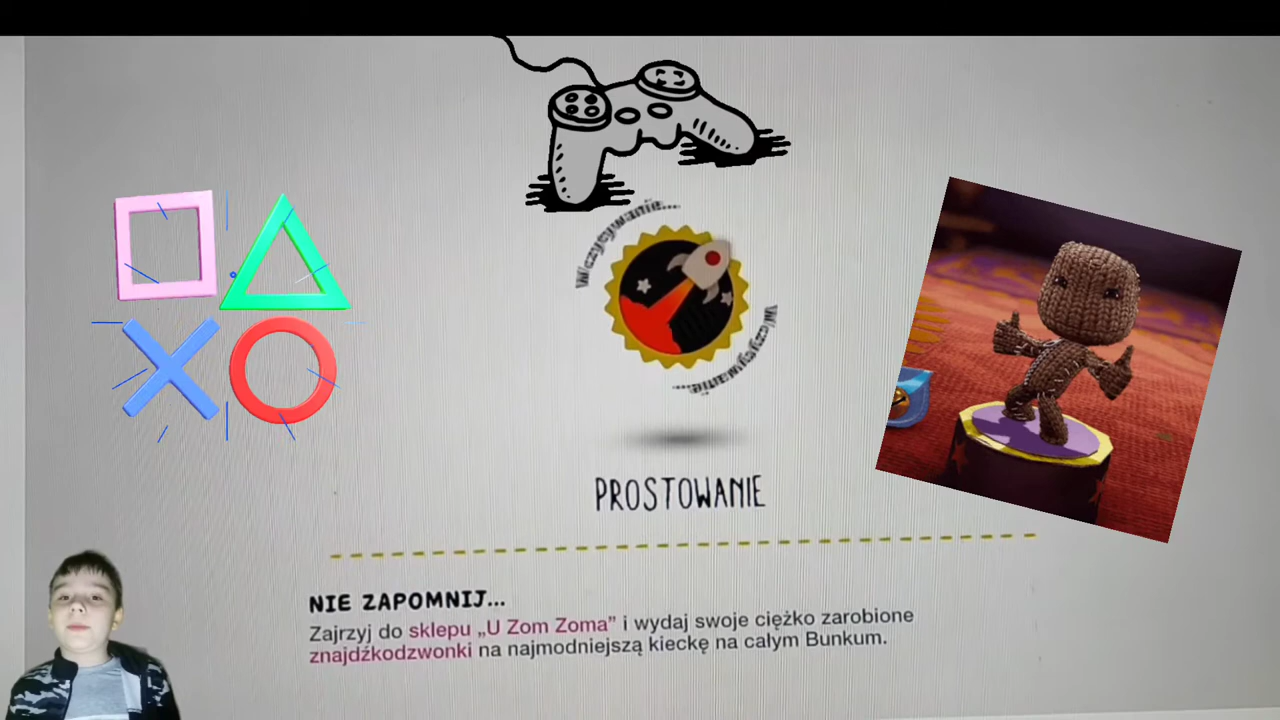 Wczytywanie...
Wczytywanie...
PROSTOWANIE
NIE ZAPOMNIJ...
Zajrzyj do sklepu „U Zom Zoma” i wydaj swoje ciężko zarobione
znajdźkodzwonki na najmodniejszą kieckę na całym Bunkum.